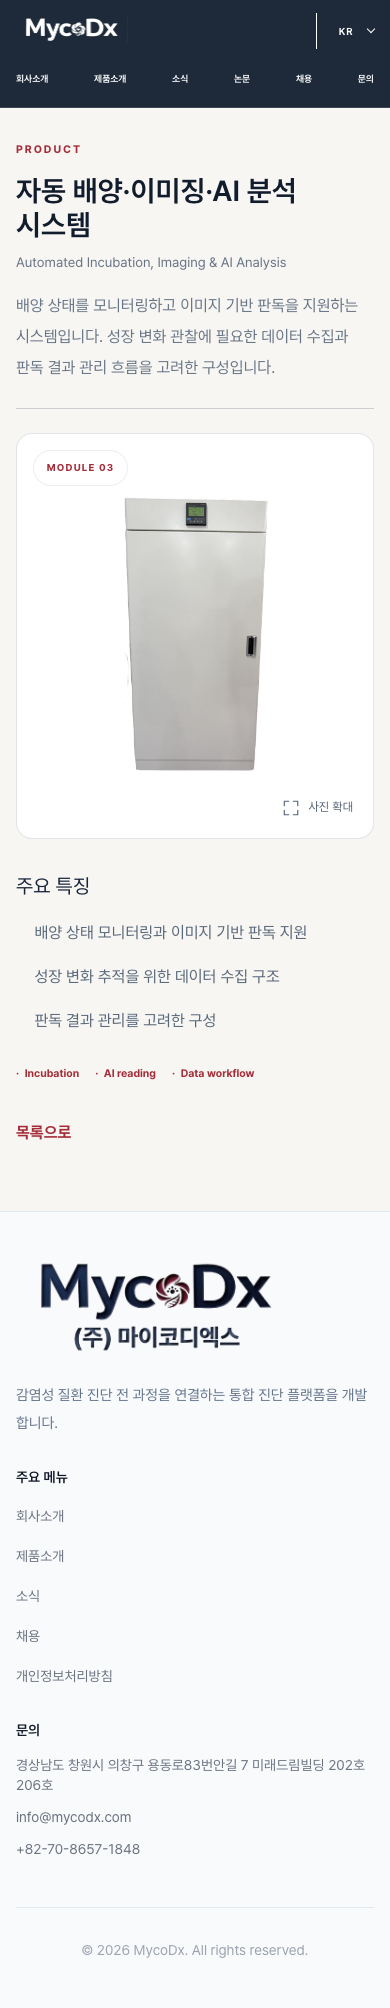 MycoDx
KR
회사소개 제품소개 소식 논문 채용 문의
PRODUCT
자동 배양·이미징·AI 분석
시스템
Automated Incubation, Imaging & AI Analysis
배양 상태를 모니터링하고 이미지 기반 판독을 지원하는
시스템입니다. 성장 변화 관찰에 필요한 데이터 수집과
판독 결과 관리 흐름을 고려한 구성입니다.
MODULE 03
사진 확대
주요 특징
배양 상태 모니터링과 이미지 기반 판독 지원
성장 변화 추적을 위한 데이터 수집 구조
판독 결과 관리를 고려한 구성
· Incubation · AI reading · Data workflow
목록으로
MycoDx
(주) 마이코디엑스
감염성 질환 진단 전 과정을 연결하는 통합 진단 플랫폼을 개발
합니다.
주요 메뉴
회사소개
제품소개
소식
채용
개인정보처리방침
문의
경상남도 창원시 의창구 용동로83번안길 7 미래드림빌딩 202호
206호
info@mycodx.com
+82-70-8657-1848
© 2026 MycoDx. All rights reserved.